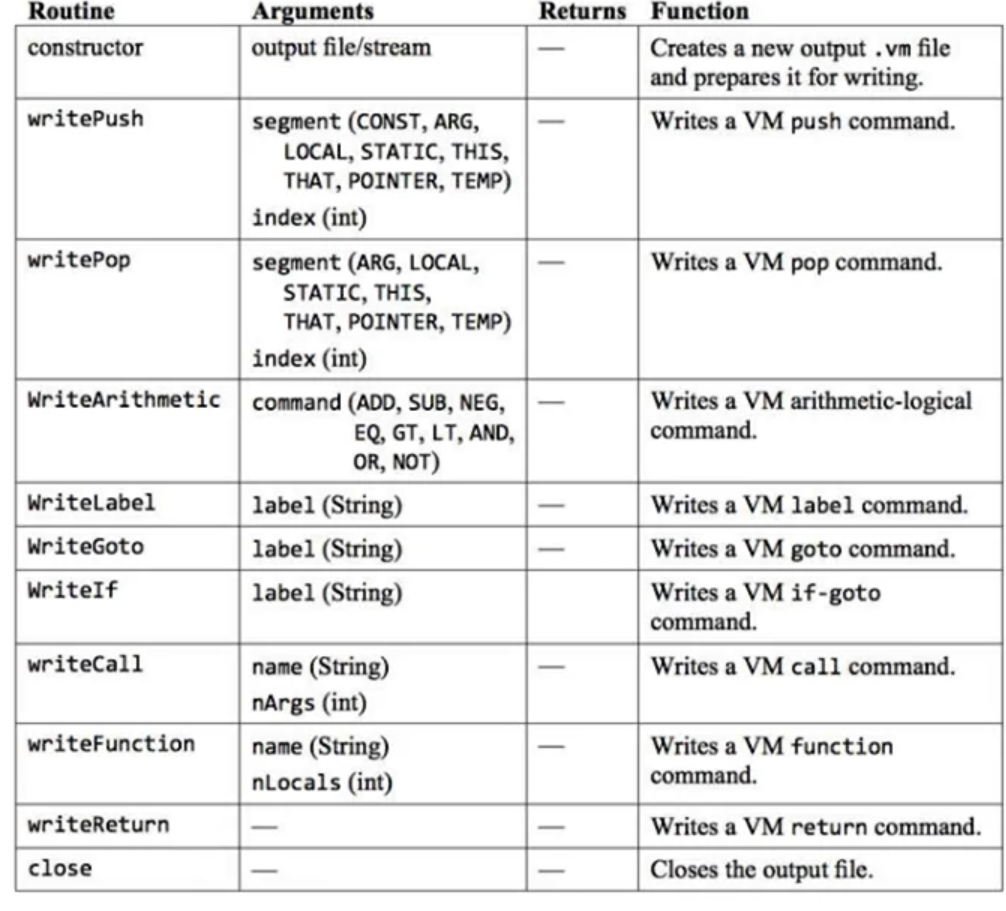 Routine Arguments Returns Function
constructor output file/stream — Creates a new output .vm file
and prepares it for writing.
writePush segment (CONST, ARG, — Writes a VM push command.
LOCAL, STATIC, THIS,
THAT, POINTER, TEMP)
index (int)
writePop segment (ARG, LOCAL, — Writes a VM pop command.
STATIC, THIS,
THAT, POINTER, TEMP)
index (int)
WriteArithmetic command (ADD, SUB, NEG, — Writes a VM arithmetic-logical
EQ, GT, LT, AND, command.
OR, NOT)
WriteLabel label (String) — Writes a VM label command.
WriteGoto label (String) — Writes a VM goto command.
WriteIf label (String) Writes a VM if-goto
command.
writeCall name (String) — Writes a VM call command.
nArgs (int)
writeFunction name (String) — Writes a VM function
nLocals (int) command.
writeReturn — — Writes a VM return command.
close — — Closes the output file.